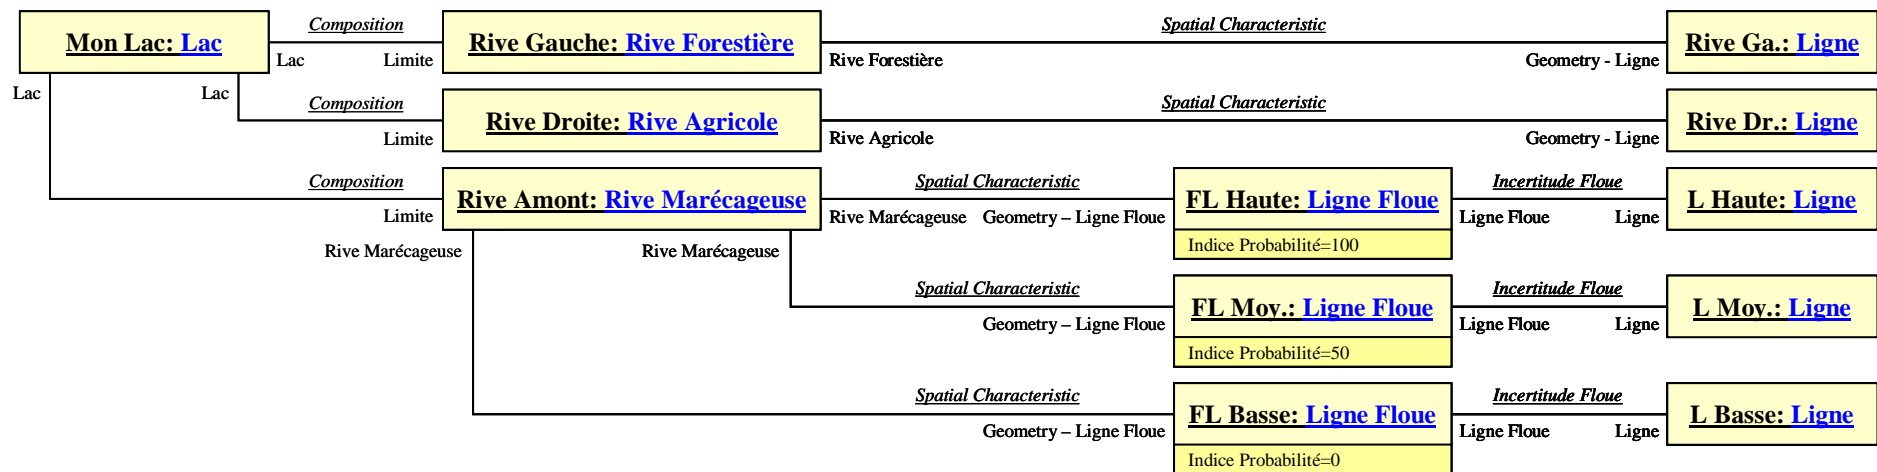 Composition
Spatial Characteristic
Mon Lac: Lac
Rive Gauche: Rive Forestière
Rive Ga.: Ligne
Lac
Limite
Rive Forestière
Geometry - Ligne
Lac
Lac
Composition
Spatial Characteristic
Rive Droite: Rive Agricole
Rive Dr.: Ligne
Limite
Rive Agricole
Geometry - Ligne
Composition
Spatial Characteristic
Incertitude Floue
Rive Amont: Rive Marécageuse
FL Haute: Ligne Floue
L Haute: Ligne
Limite
Rive Marécageuse
Geometry – Ligne Floue
Ligne Floue
Ligne
Indice Probabilité=100
Rive Marécageuse
Rive Marécageuse
Spatial Characteristic
Incertitude Floue
FL Moy.: Ligne Floue
L Moy.: Ligne
Geometry – Ligne Floue
Ligne Floue
Ligne
Indice Probabilité=50
Spatial Characteristic
Incertitude Floue
FL Basse: Ligne Floue
L Basse: Ligne
Geometry – Ligne Floue
Ligne Floue
Ligne
Indice Probabilité=0